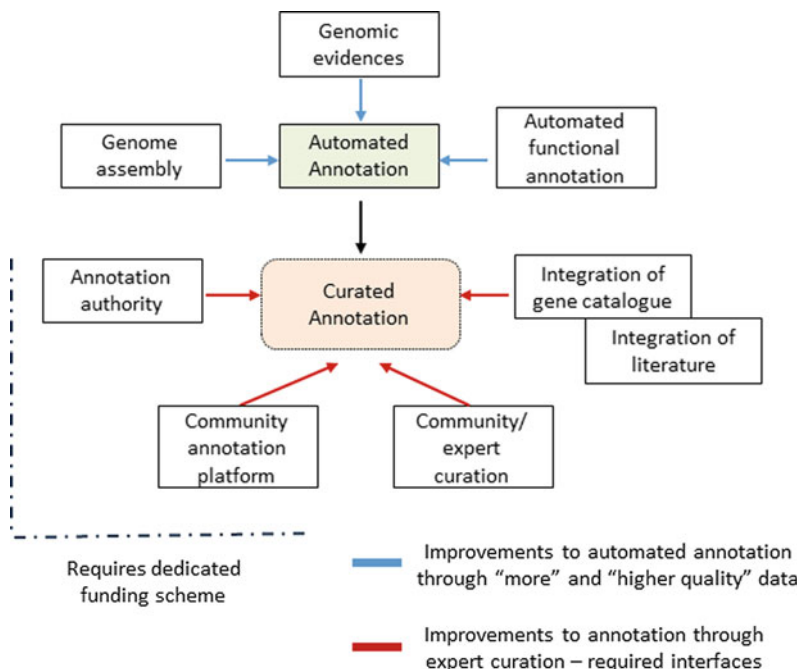 Genomic
evidences
Genome
assembly
Automated
Annotation
Automated
functional
annotation
Annotation
authority
Curated
Annotation
Integration of
gene catalogue
Integration of
literature
Community
annotation
platform
Community/
expert
curation
Requires dedicated
funding scheme
Improvements to automated annotation
through “more” and “higher quality” data
Improvements to annotation through
expert curation – required interfaces